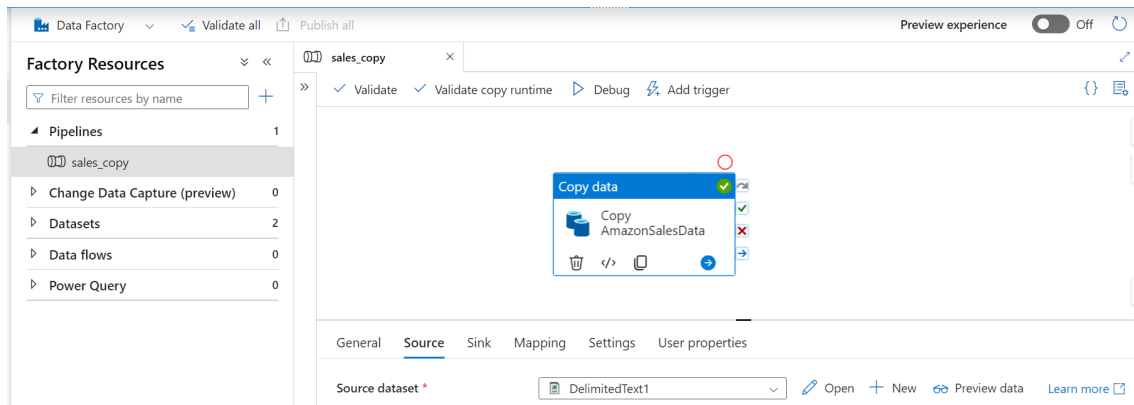 Data Factory
Validate all
Publish all
Preview experience
Off
Factory Resources
Filter resources by name
Pipelines 1
sales_copy
Change Data Capture (preview) 0
Datasets 2
Data flows 0
Power Query 0
sales_copy
Validate
Validate copy runtime
Debug
Add trigger
Copy data
Copy
AmazonSalesData
General
Source
Sink
Mapping
Settings
User properties
Source dataset *
DelimitedText1
Open
New
Preview data
Learn more